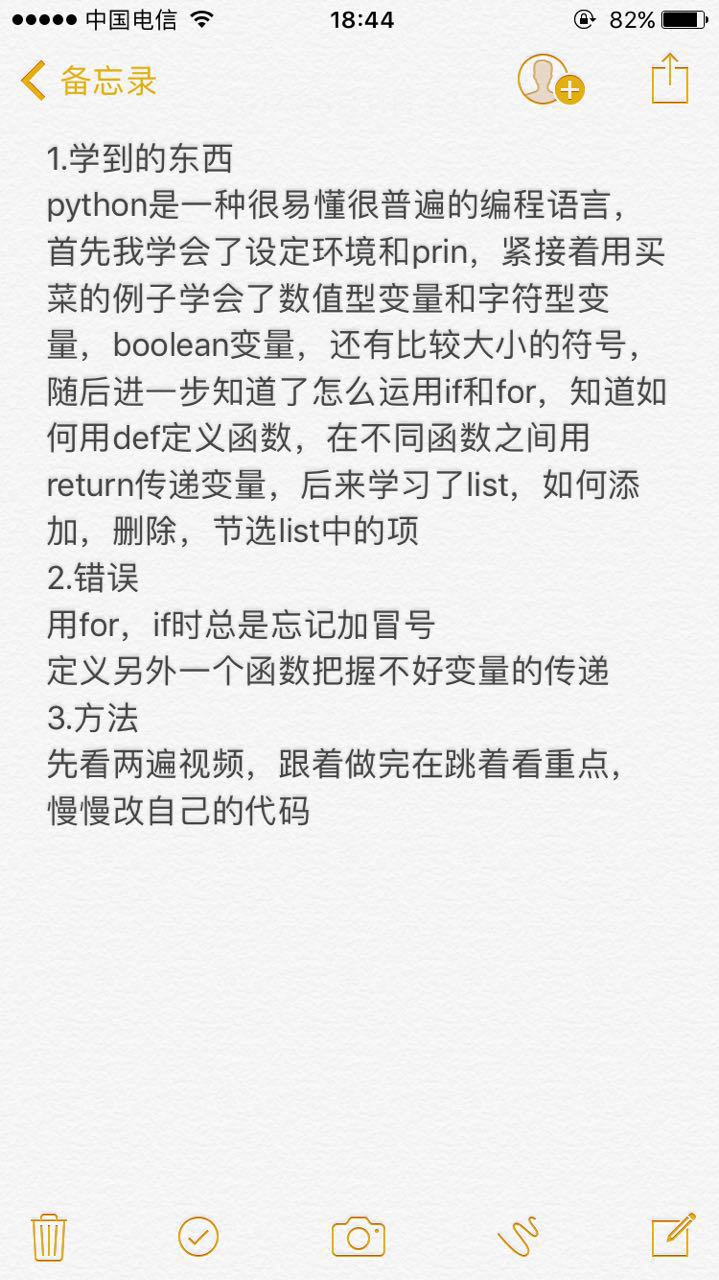 中国电信 18:44 82%
备忘录
1.学到的东西
python是一种很易懂很普遍的编程语言，
首先我学会了设定环境和prin，紧接着用买
菜的例子学会了数值型变量和字符型变
量，boolean变量，还有比较大小的符号，
随后进一步知道了怎么运用if和for，知道如
何用def定义函数，在不同函数之间用
return传递变量，后来学习了list，如何添
加，删除，节选list中的项
2.错误
用for，if时总是忘记加冒号
定义另外一个函数把握不好变量的传递
3.方法
先看两遍视频，跟着做完在跳着看重点，
慢慢改自己的代码